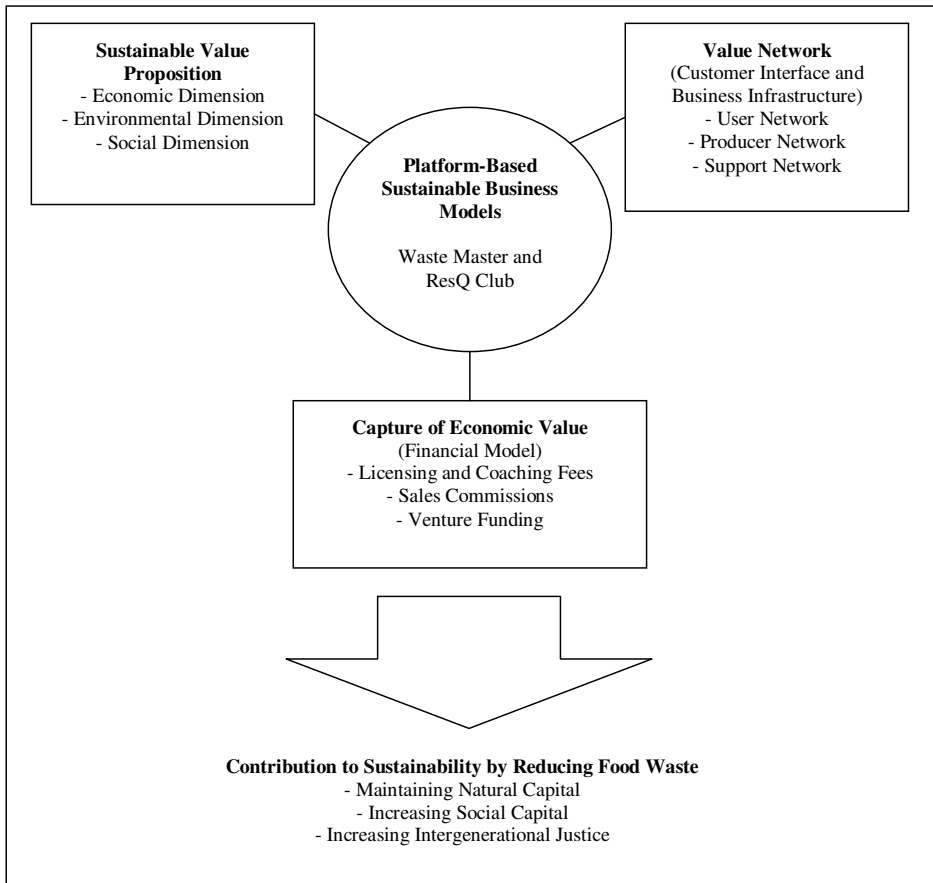 Sustainable Value
Proposition
- Economic Dimension
- Environmental Dimension
- Social Dimension
Value Network
(Customer Interface and
Business Infrastructure)
- User Network
- Producer Network
- Support Network
Platform-Based
Sustainable Business
Models
Waste Master and
ResQ Club
Capture of Economic Value
(Financial Model)
- Licensing and Coaching Fees
- Sales Commissions
- Venture Funding
Contribution to Sustainability by Reducing Food Waste
- Maintaining Natural Capital
- Increasing Social Capital
- Increasing Intergenerational Justice